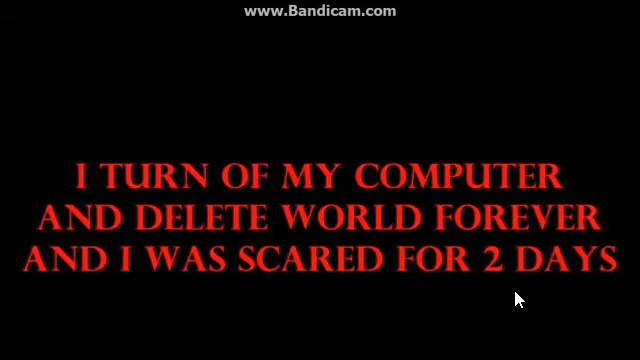 www.Bandicam.com
I TURN OF MY COMPUTER
AND DELETE WORLD FOREVER
AND I WAS SCARED FOR 2 DAYS